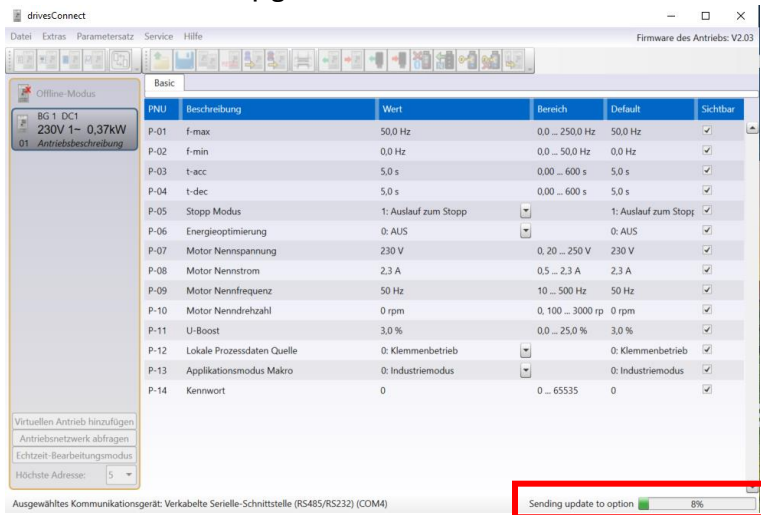 drivesConnect
Datei Extras Parametersatz Service Hilfe Firmware des Antriebs: V2.03
Offline-Modus
BG 1 DC1
230V 1~ 0,37kW
01 Antriebsbeschreibung
Basic
PNU Beschreibung Wert Bereich Default Sichtbar
P-01 f-max 50,0 Hz 0,0 ... 250,0 Hz 50,0 Hz
P-02 f-min 0,0 Hz 0,0 ... 50,0 Hz 0,0 Hz
P-03 t-acc 5,0 s 0,00 ... 600 s 5,0 s
P-04 t-dec 5,0 s 0,00 ... 600 s 5,0 s
P-05 Stopp Modus 1: Auslauf zum Stopp 1: Auslauf zum Stopp
P-06 Energieoptimierung 0: AUS 0: AUS
P-07 Motor Nennspannung 230 V 0, 20 ... 250 V 230 V
P-08 Motor Nennstrom 2,3 A 0,5 ... 2,3 A 2,3 A
P-09 Motor Nennfrequenz 50 Hz 10 ... 500 Hz 50 Hz
P-10 Motor Nenndrehzahl 0 rpm 0, 100 ... 3000 rp 0 rpm
P-11 U-Boost 3,0 % 0,0 ... 25,0 % 3,0 %
P-12 Lokale Prozessdaten Quelle 0: Klemmenbetrieb 0: Klemmenbetrieb
P-13 Applikationsmodus Makro 0: Industriemodus 0: Industriemodus
P-14 Kennwort 0 0 ... 65535 0
Virtuellen Antrieb hinzufügen
Antriebsnetzwerk abfragen
Echtzeit-Bearbeitungsmodus
Höchste Adresse: 5
Ausgewähltes Kommunikationsgerät: Verkabelte Serielle-Schnittstelle (RS485/RS232) (COM4) Sending update to option 8%